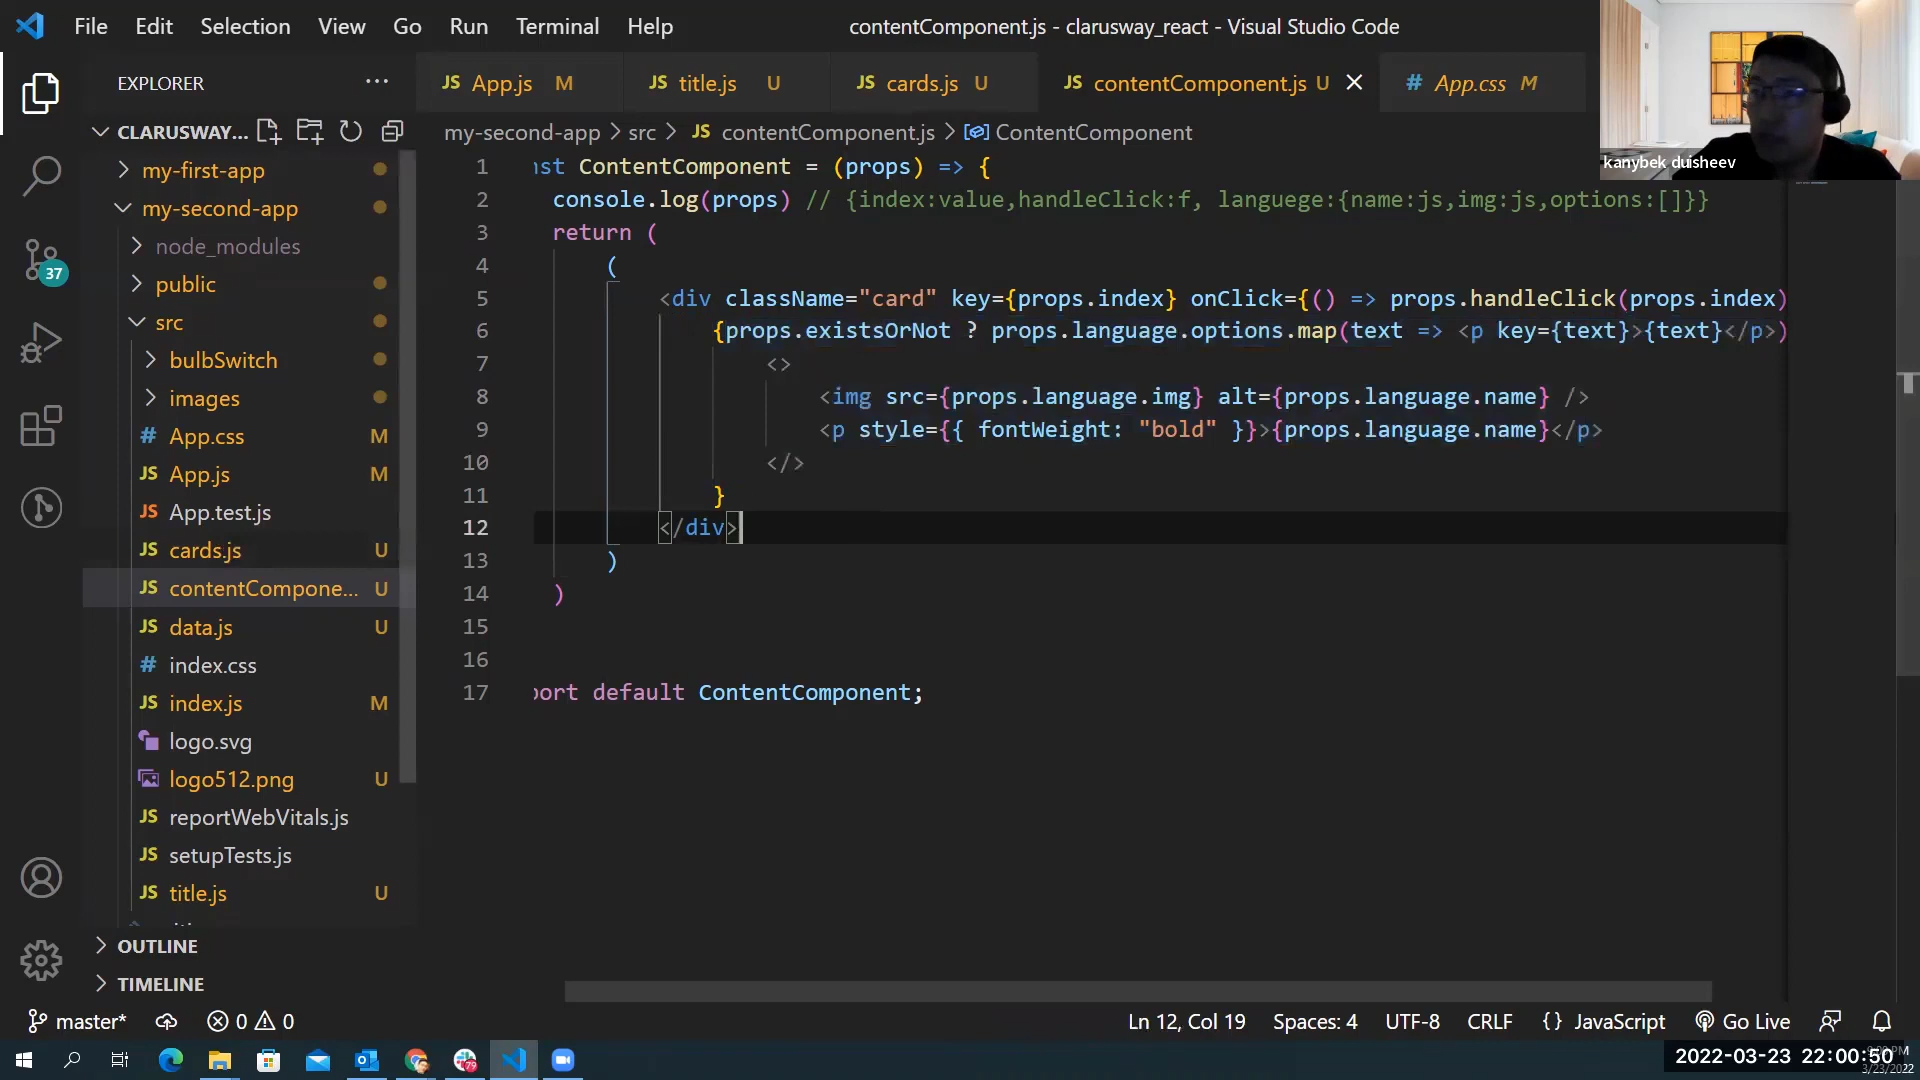 File Edit Selection View Go Run Terminal Help
contentComponent.js - clarusway_react - Visual Studio Code
kanybek duisheev
EXPLORER
JS App.js M
JS title.js U
JS cards.js U
JS contentComponent.js U
# App.css M
CLARUSWAY...
my-second-app > src > JS contentComponent.js > ContentComponent
my-first-app
my-second-app
node_modules
public
src
bulbSwitch
images
# App.css M
JS App.js M
JS App.test.js
JS cards.js U
JS contentCompone... U
JS data.js U
# index.css
JS index.js M
logo.svg
logo512.png U
JS reportWebVitals.js
JS setupTests.js
JS title.js U
OUTLINE
TIMELINE
37
1 nst ContentComponent = (props) => {
2 console.log(props) // {index:value,handleClick:f, languege:{name:js,img:js,options:[]}}
3 return (
4 (
5 <div className="card" key={props.index} onClick={() => props.handleClick(props.index)
6 {props.existsOrNot ? props.language.options.map(text => <p key={text}>{text}</p>)
7 <>
8 <img src={props.language.img} alt={props.language.name} />
9 <p style={{ fontWeight: "bold" }}>{props.language.name}</p>
10 </>
11 }
12 </div>
13 )
14 )
15
16
17 port default ContentComponent;
master* 0 0
Ln 12, Col 19 Spaces: 4 UTF-8 CRLF {} JavaScript Go Live
79
2022-03-23 22:00:50
3/23/2022